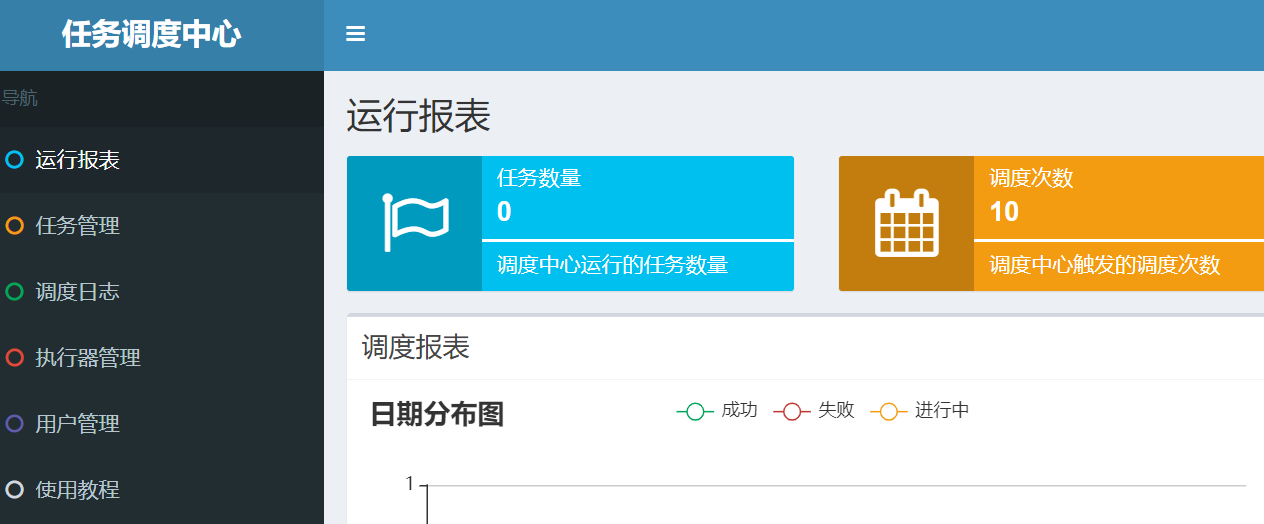 任务调度中心
导航
运行报表
任务管理
调度日志
执行器管理
用户管理
使用教程
运行报表
任务数量
0
调度中心运行的任务数量
调度次数
10
调度中心触发的调度次数
调度报表
日期分布图
成功 失败 进行中
1